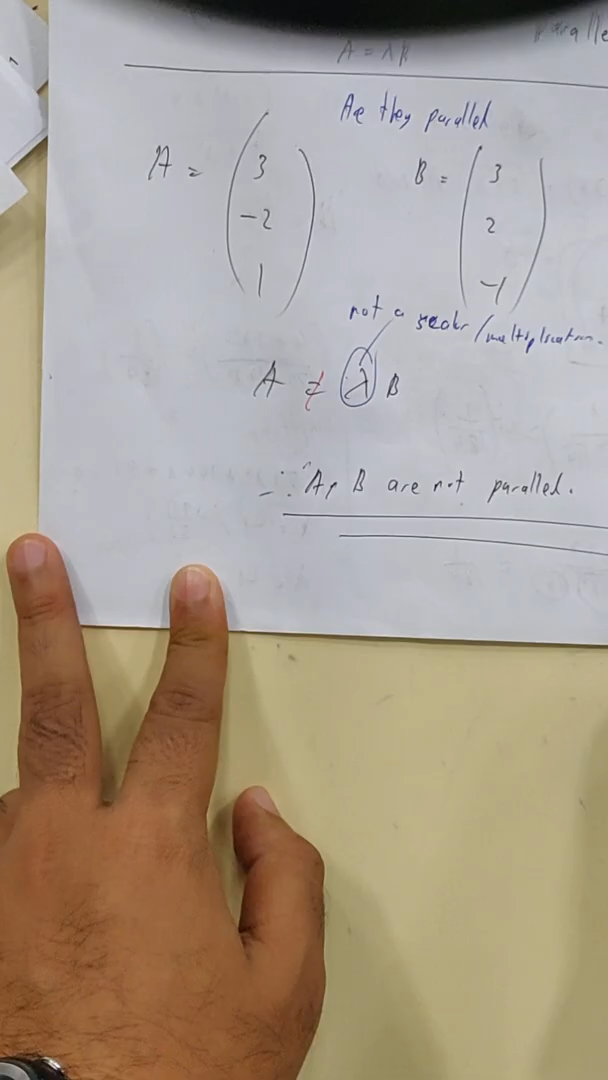 A = λB
Are they parallel
A = (3 -2 1) B = (3 2 -1)
not a scalar / multiplication.
A ≠ λ B
∴ A, B are not parallel.